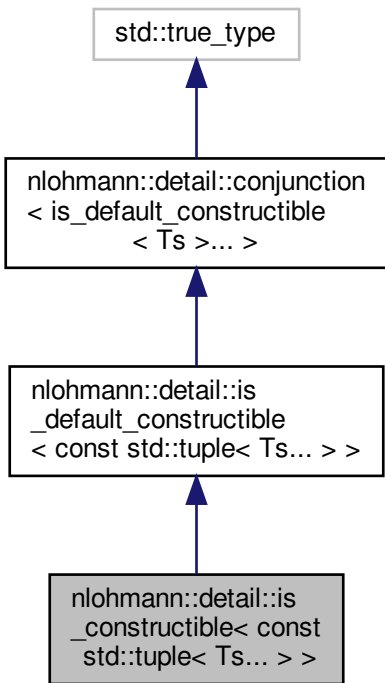 std::true_type
nlohmann::detail::conjunction
< is_default_constructible
< Ts >... >
nlohmann::detail::is
_default_constructible
< const std::tuple< Ts... > >
nlohmann::detail::is
_constructible< const
std::tuple< Ts... > >